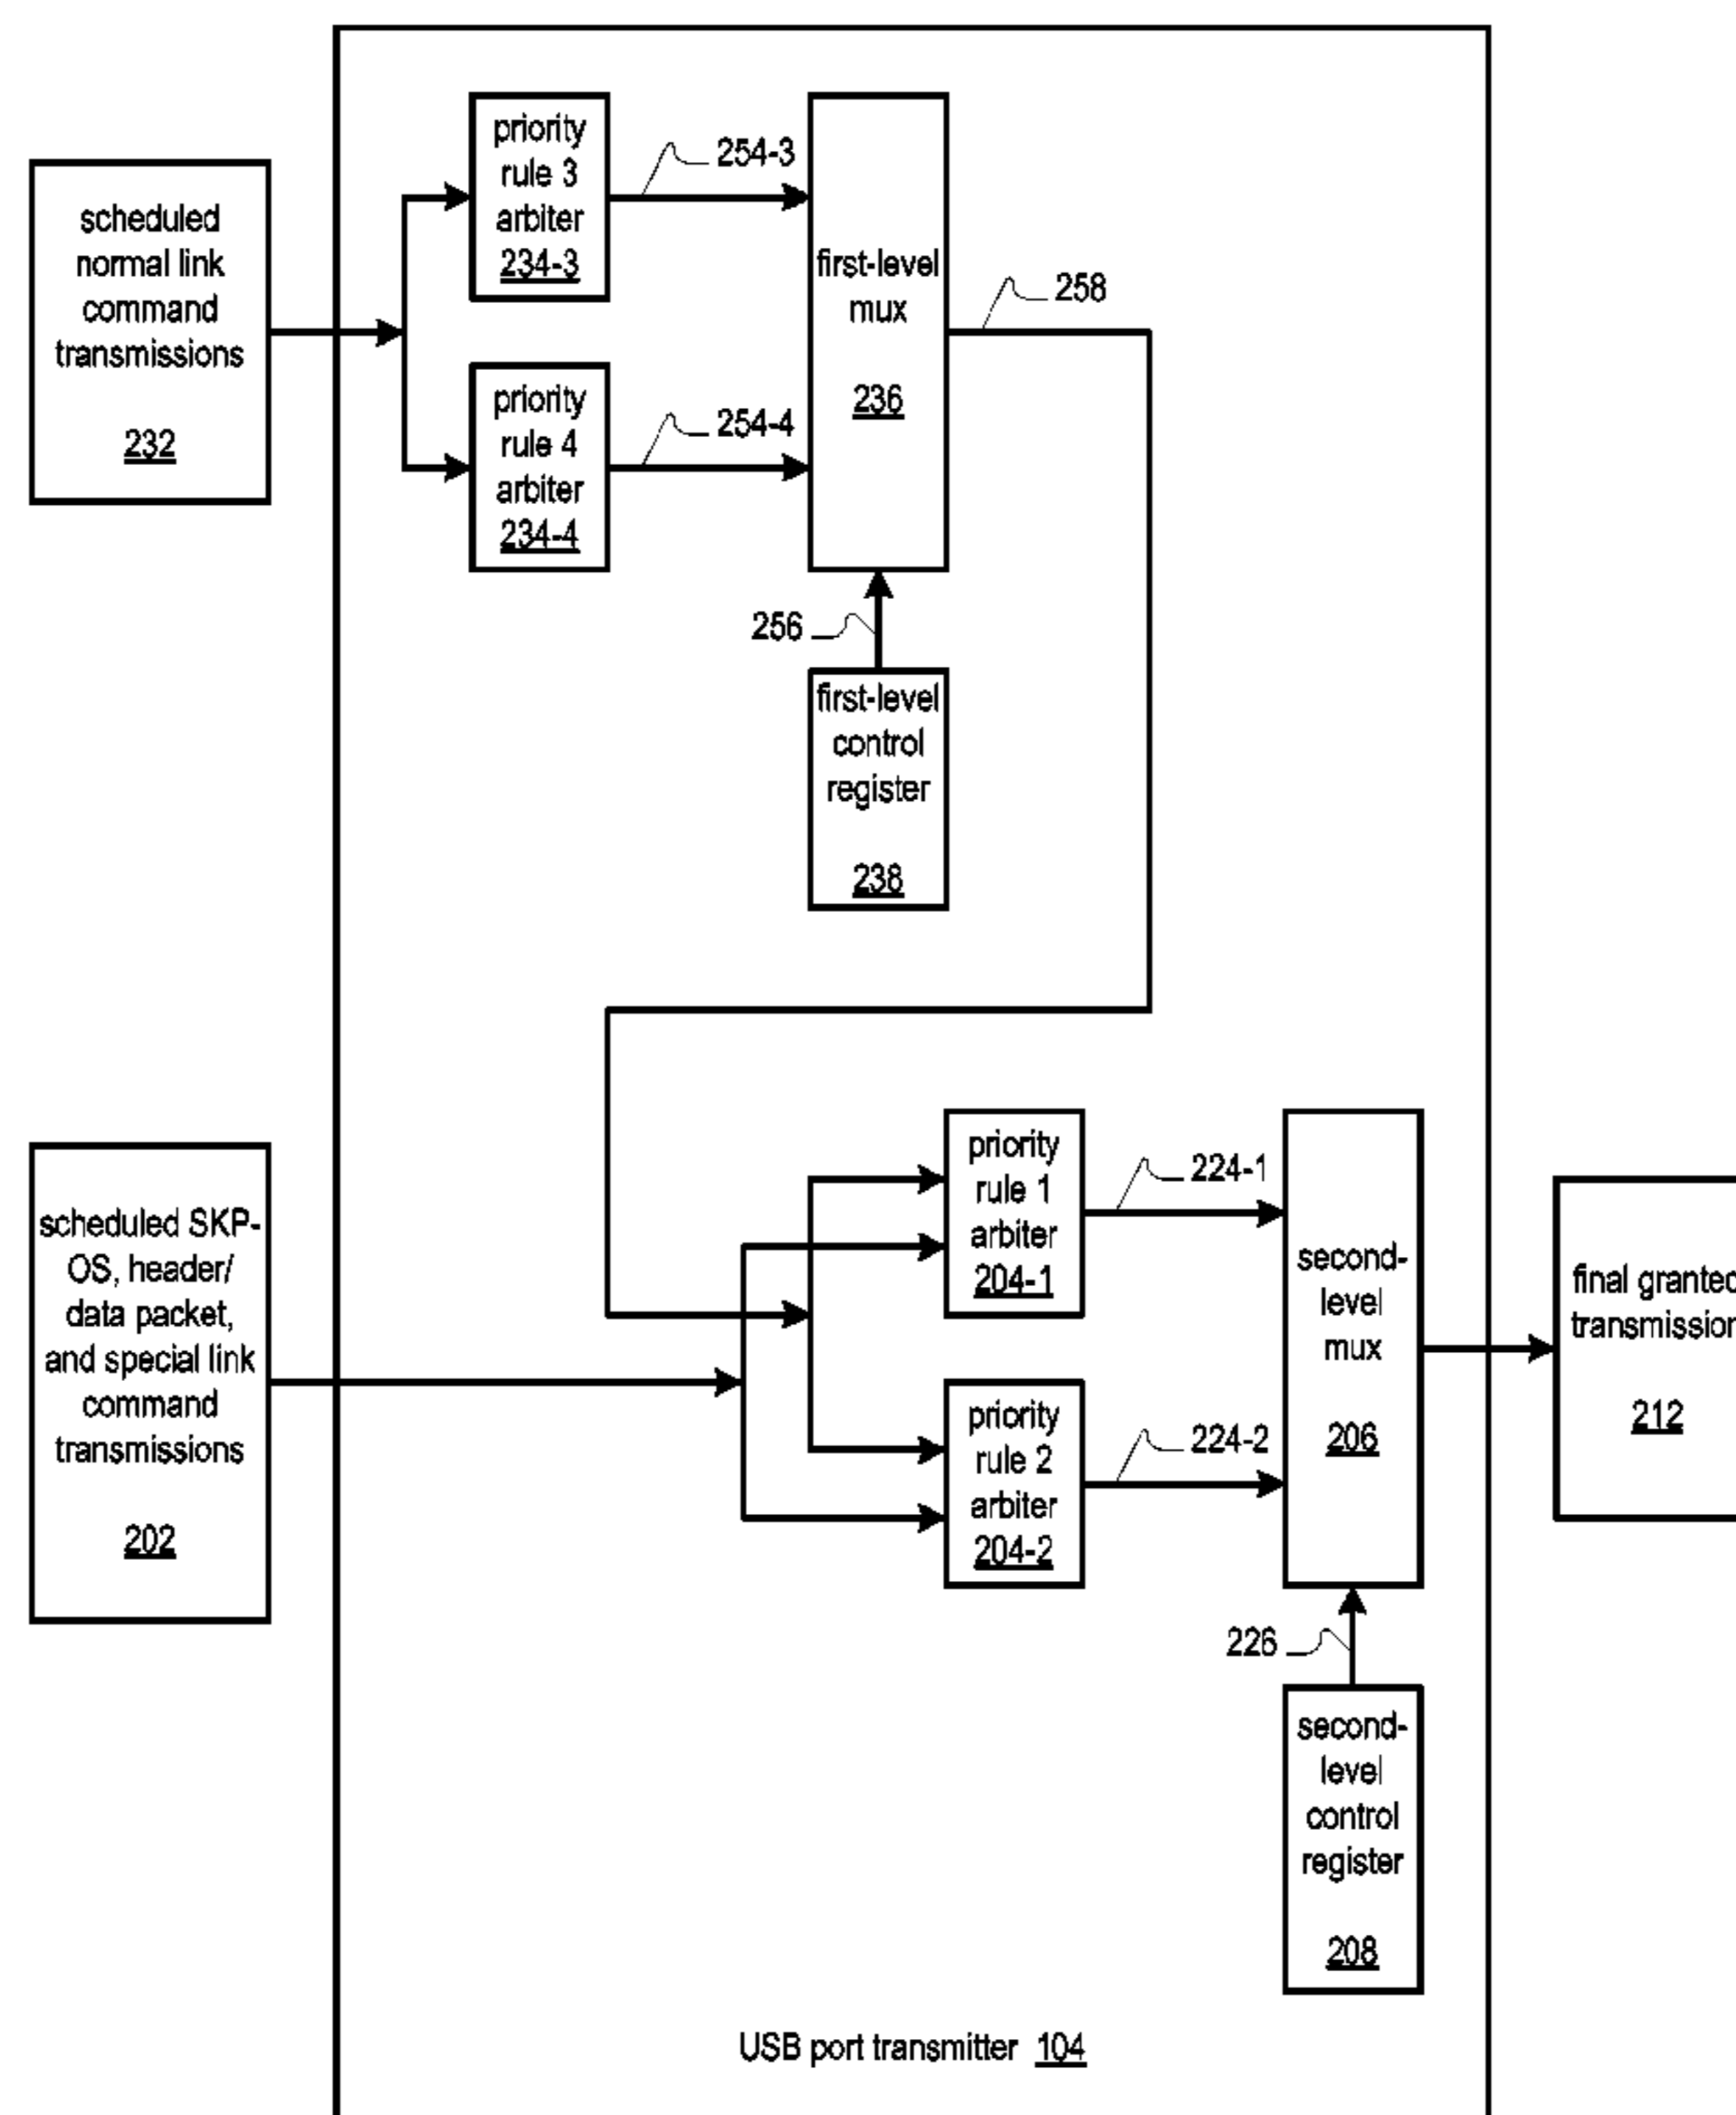 priority
rule 3
arbiter
234-3
254-3
scheduled
normal link
command
transmissions
232
first-level
mux
236
258
priority
rule 4
arbiter
234-4
254-4
256
first-level
control
register
238
priority
rule 1
arbiter
204-1
224-1
scheduled SKP-
OS, header/
data packet,
and special link
command
transmissions
202
second-
level
mux
206
final granted
transmission
212
priority
rule 2
arbiter
204-2
224-2
226
second-
level
control
register
208
USB port transmitter 104